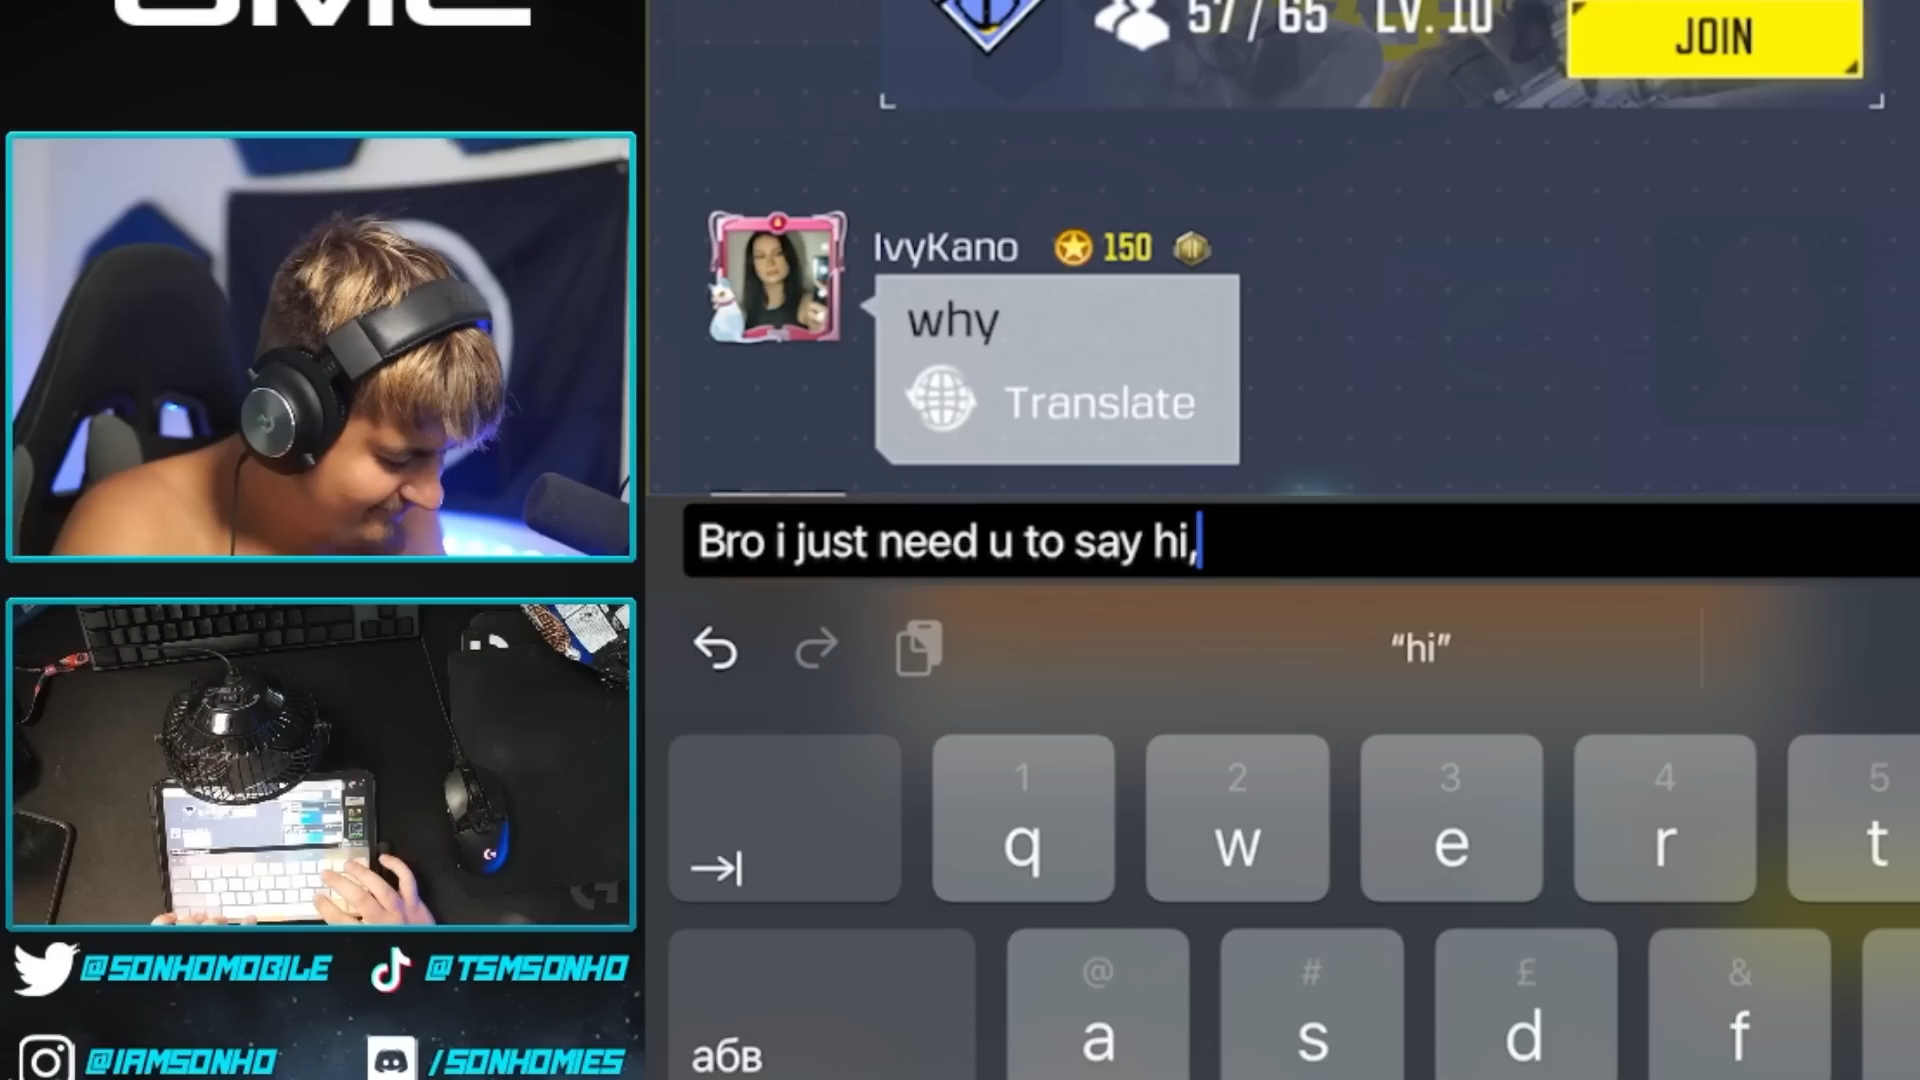 57 / 65 LV. 10
JOIN
IvyKano 150
why
Translate
Bro i just need u to say hi,
“hi”
1 2 3 4 5
q w e r t
@ # £ &
a s d f
абв
@SONHOMOBILE
@TSMSONHO
@IAMSONHO
/SONHOMIES